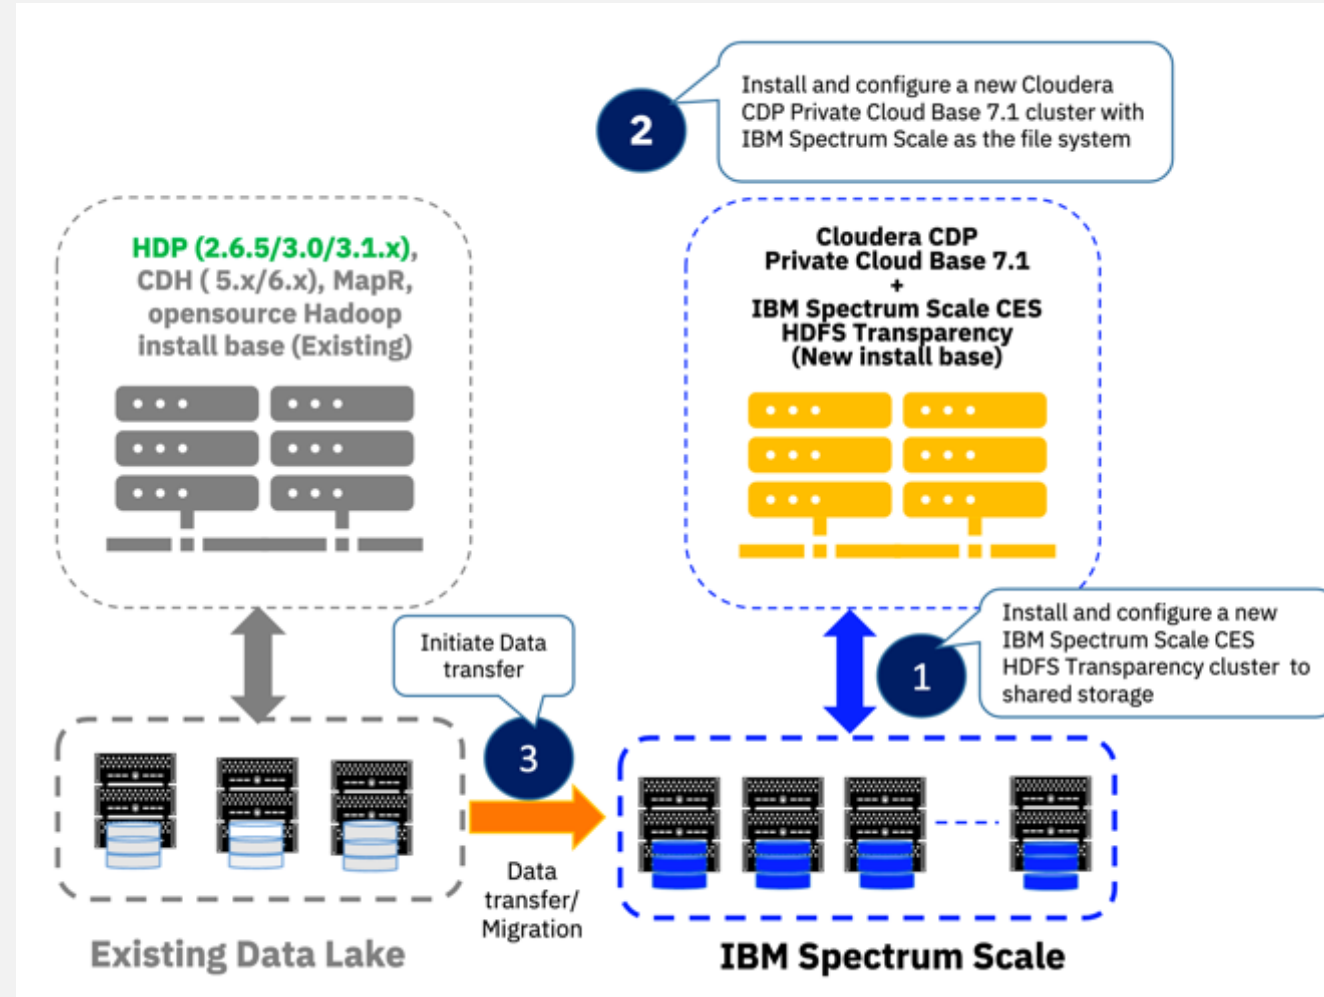 2
Install and configure a new Cloudera
CDP Private Cloud Base 7.1 cluster with
IBM Spectrum Scale as the file system
HDP (2.6.5/3.0/3.1.x),
CDH ( 5.x/6.x), MapR,
opensource Hadoop
install base (Existing)
Cloudera CDP
Private Cloud Base 7.1
+
IBM Spectrum Scale CES
HDFS Transparency
(New install base)
Initiate Data
transfer
3
1
Install and configure a new
IBM Spectrum Scale CES
HDFS Transparency cluster to
shared storage
Data
transfer/
Migration
Existing Data Lake
IBM Spectrum Scale